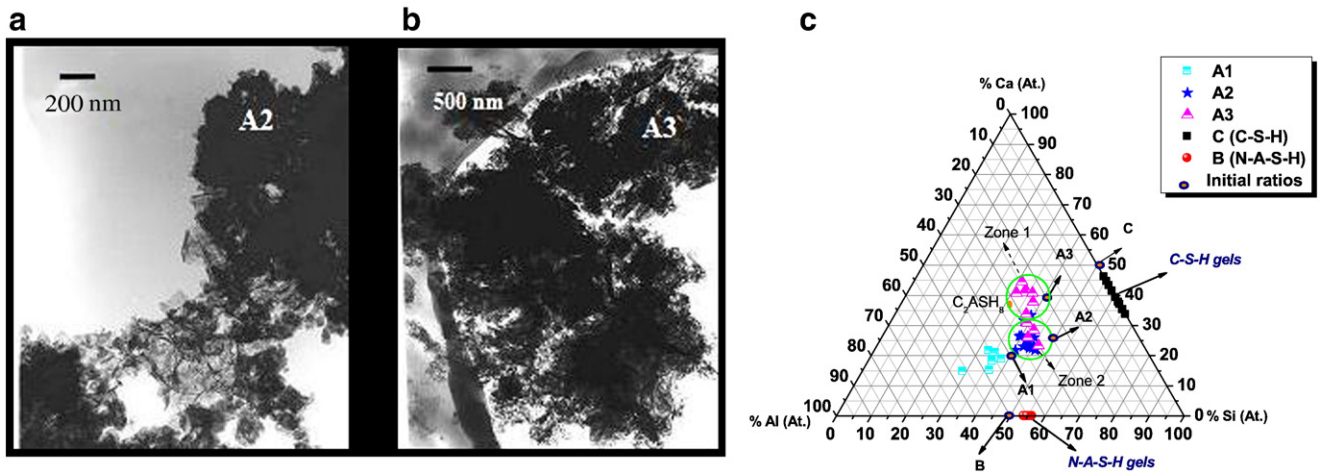 a
200 nm
A2
b
500 nm
A3
c
A1
A2
A3
C (C-S-H)
B (N-A-S-H)
Initial ratios
% Ca (At.)
0
100
10
90
20
80
30
70
40
60
50
50
60
40
70
30
80
20
90
10
100
0
Zone 1
A3
C
C-S-H gels
C2ASH8
A2
A1
Zone 2
% Al (At.)
% Si (At.)
0 10 20 30 40 50 60 70 80 90 100
B
N-A-S-H gels